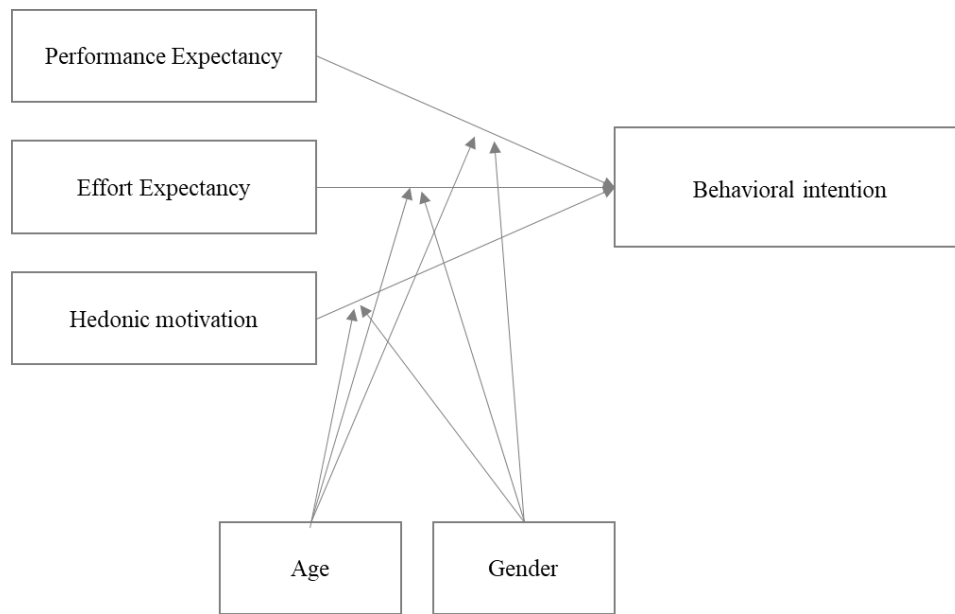 Performance Expectancy
Effort Expectancy
Behavioral intention
Hedonic motivation
Age
Gender